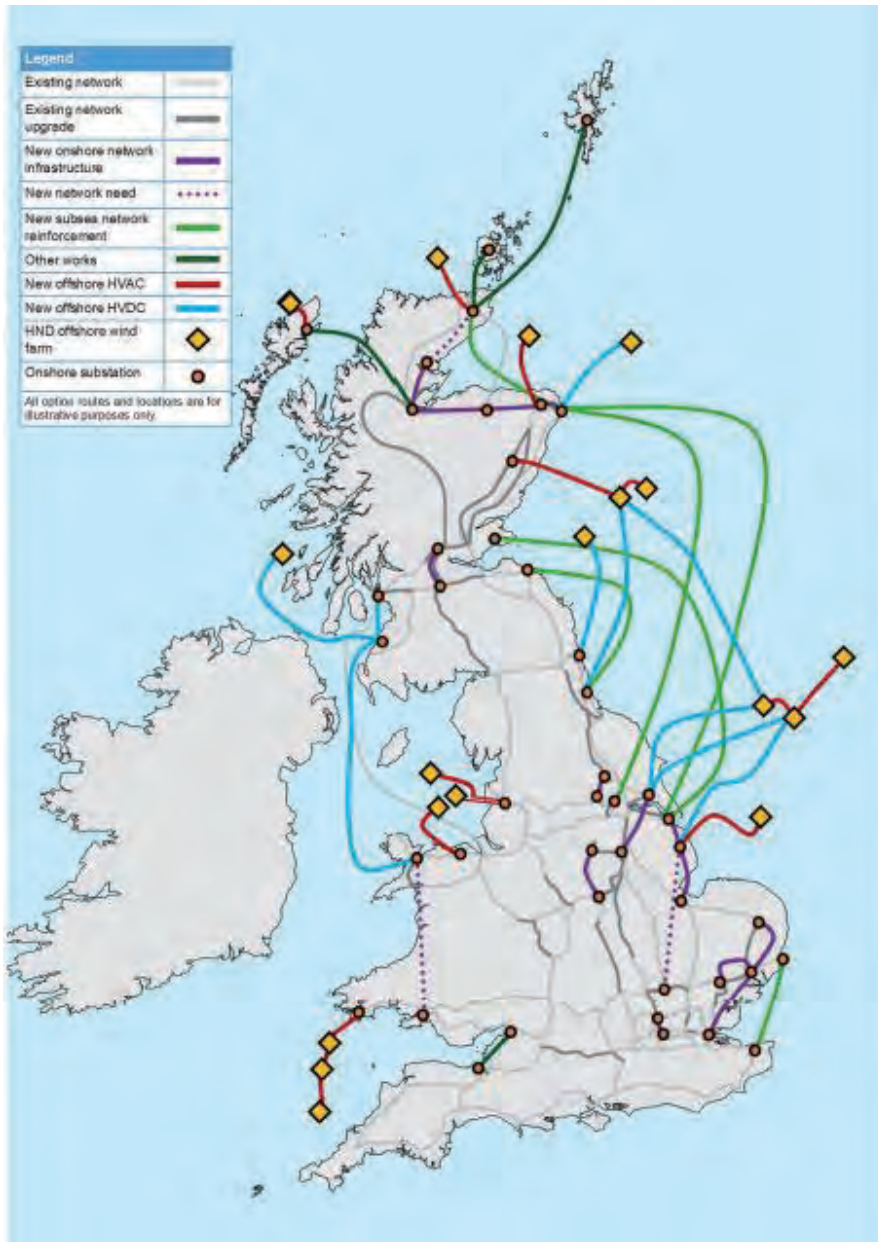 Legend
Existing network
Existing network
upgrade
New onshore network
infrastructure
New network need
New subsea network
reinforcement
Other works
New offshore HVAC
New offshore HVDC
HND offshore wind
farm
Onshore substation
All option routes and locations are for
illustrative purposes only.